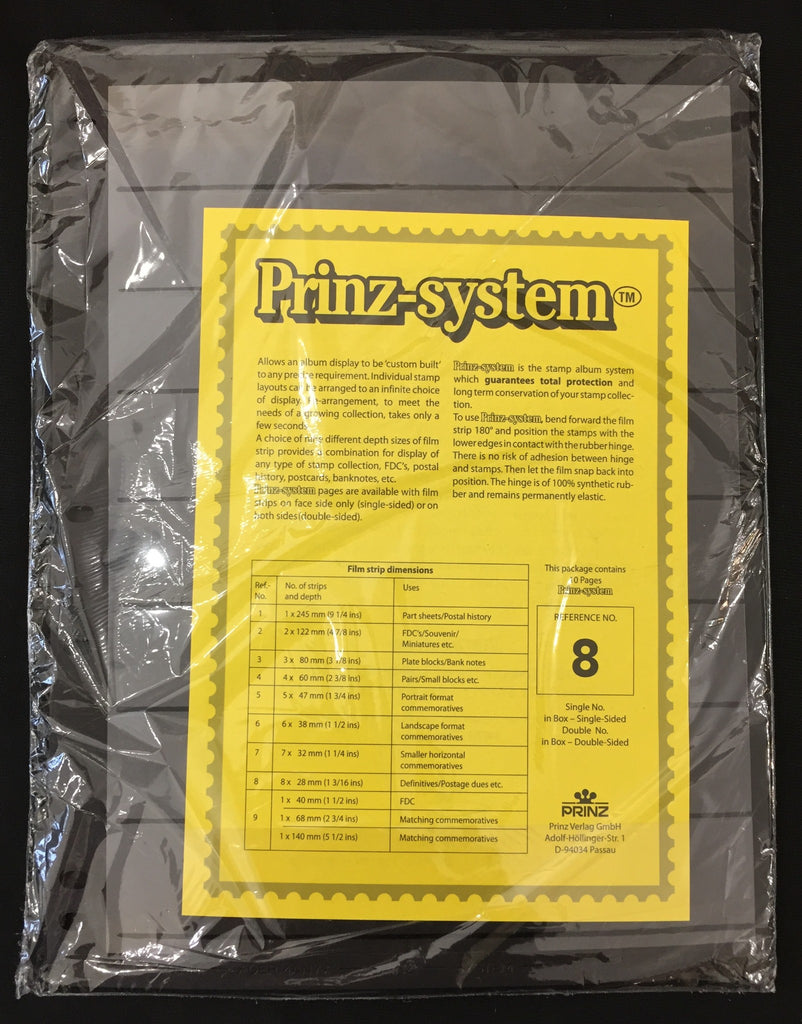 Prinz-system™
Allows an album display to be 'custom built'
to any precise requirement. Individual stamp
layouts can be arranged to an infinite choice
of display. Re-arrangement, to meet the
needs of a growing collection, takes only a
few seconds.
A choice of nine different depth sizes of film
strip provides a combination for display of
any type of stamp collection, FDC's, postal
history, postcards, banknotes, etc.
Prinz-system pages are available with film
strips on face side only (single-sided) or on
both sides (double-sided).
Prinz-system is the stamp album system
which guarantees total protection and
long term conservation of your stamp collec-
tion.
To use Prinz-system, bend forward the film
strip 180° and position the stamps with the
lower edges in contact with the rubber hinge.
There is no risk of adhesion between hinge
and stamps. Then let the film snap back into
position. The hinge is of 100% synthetic rub-
ber and remains permanently elastic.
Film strip dimensions
Ref.- No. No. of strips and depth Uses
1 1 x 245 mm (9 1/4 ins) Part sheets/Postal history
2 2 x 122 mm (4 7/8 ins) FDC's/Souvenir/
Miniatures etc.
3 3 x 80 mm (3 1/8 ins) Plate blocks/Bank notes
4 4 x 60 mm (2 3/8 ins) Pairs/Small blocks etc.
5 5 x 47 mm (1 3/4 ins) Portrait format
commemoratives
6 6 x 38 mm (1 1/2 ins) Landscape format
commemoratives
7 7 x 32 mm (1 1/4 ins) Smaller horizontal
commemoratives
8 8 x 28 mm (1 3/16 ins) Definitives/Postage dues etc.
1 x 40 mm (1 1/2 ins) FDC
9 1 x 68 mm (2 3/4 ins) Matching commemoratives
1 x 140 mm (5 1/2 ins) Matching commemoratives
This package contains
10 Pages
Prinz-system
REFERENCE NO.
8
Single No.
in Box – Single-Sided
Double No.
in Box – Double-Sided
PRINZ
Prinz Verlag GmbH
Adolf-Höllinger-Str. 1
D-94034 Passau